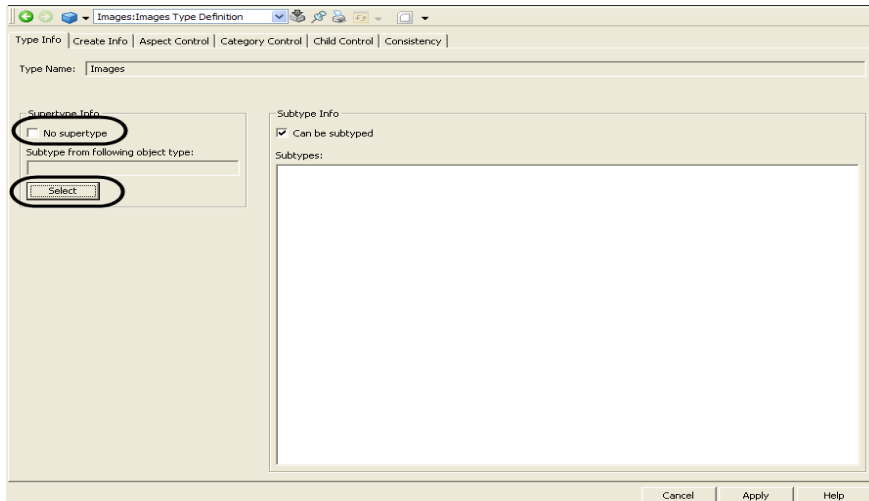 Images:Images Type Definition
Type Info Create Info Aspect Control Category Control Child Control Consistency
Type Name: Images
Supertype Info
No supertype
Subtype from following object type:
Select
Subtype Info
Can be subtyped
Subtypes:
Cancel Apply Help